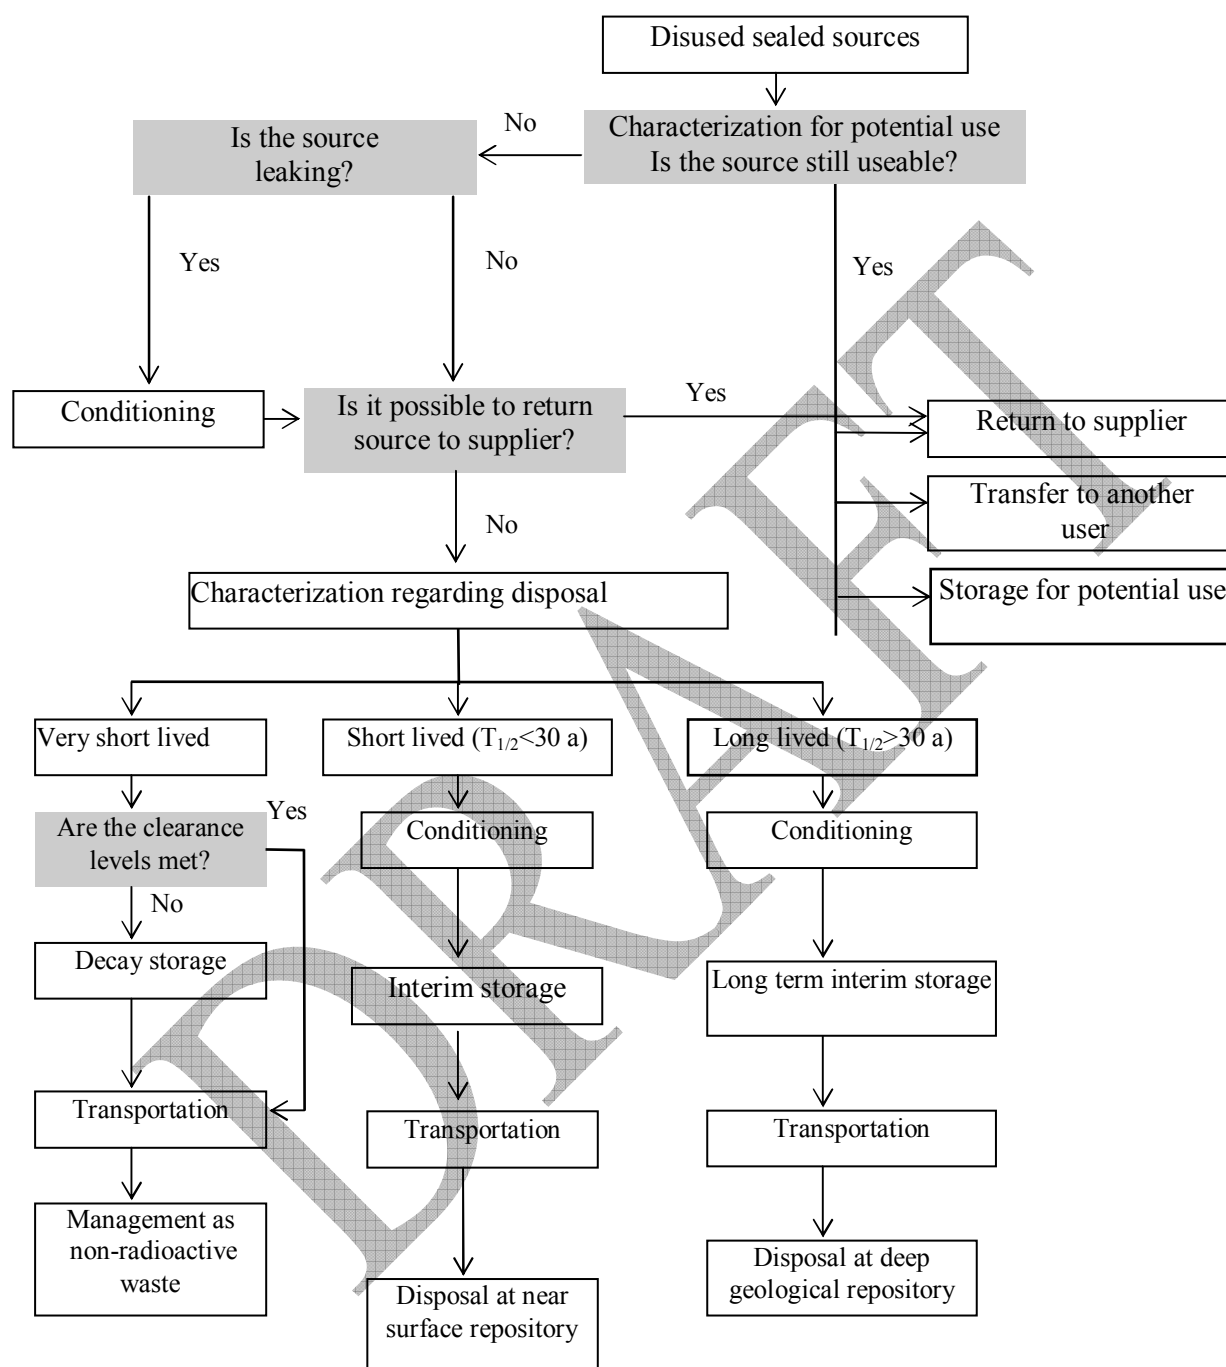 Disused sealed sources
No
Characterization for potential use
Is the source still useable?
Is the source
leaking?
Yes
No
Yes
Conditioning
Is it possible to return
source to supplier?
Yes
Return to supplier
Transfer to another
user
No
Storage for potential use
Characterization regarding disposal
Very short lived
Short lived (T1/2<30 a)
Long lived (T1/2>30 a)
Yes
Are the clearance
levels met?
Conditioning
Conditioning
No
Decay storage
Interim storage
Long term interim storage
Transportation
Transportation
Transportation
Management as
non-radioactive
waste
Disposal at near
surface repository
Disposal at deep
geological repository
DRAFT